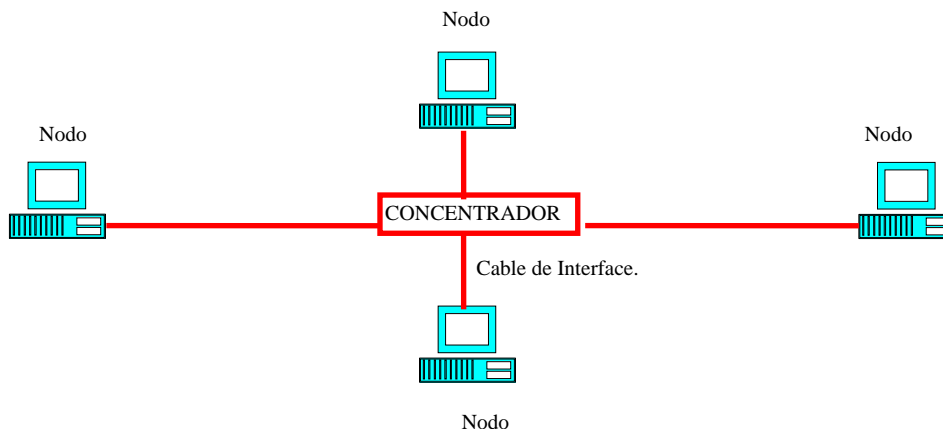 Nodo
Nodo
Nodo
CONCENTRADOR
Cable de Interface.
Nodo